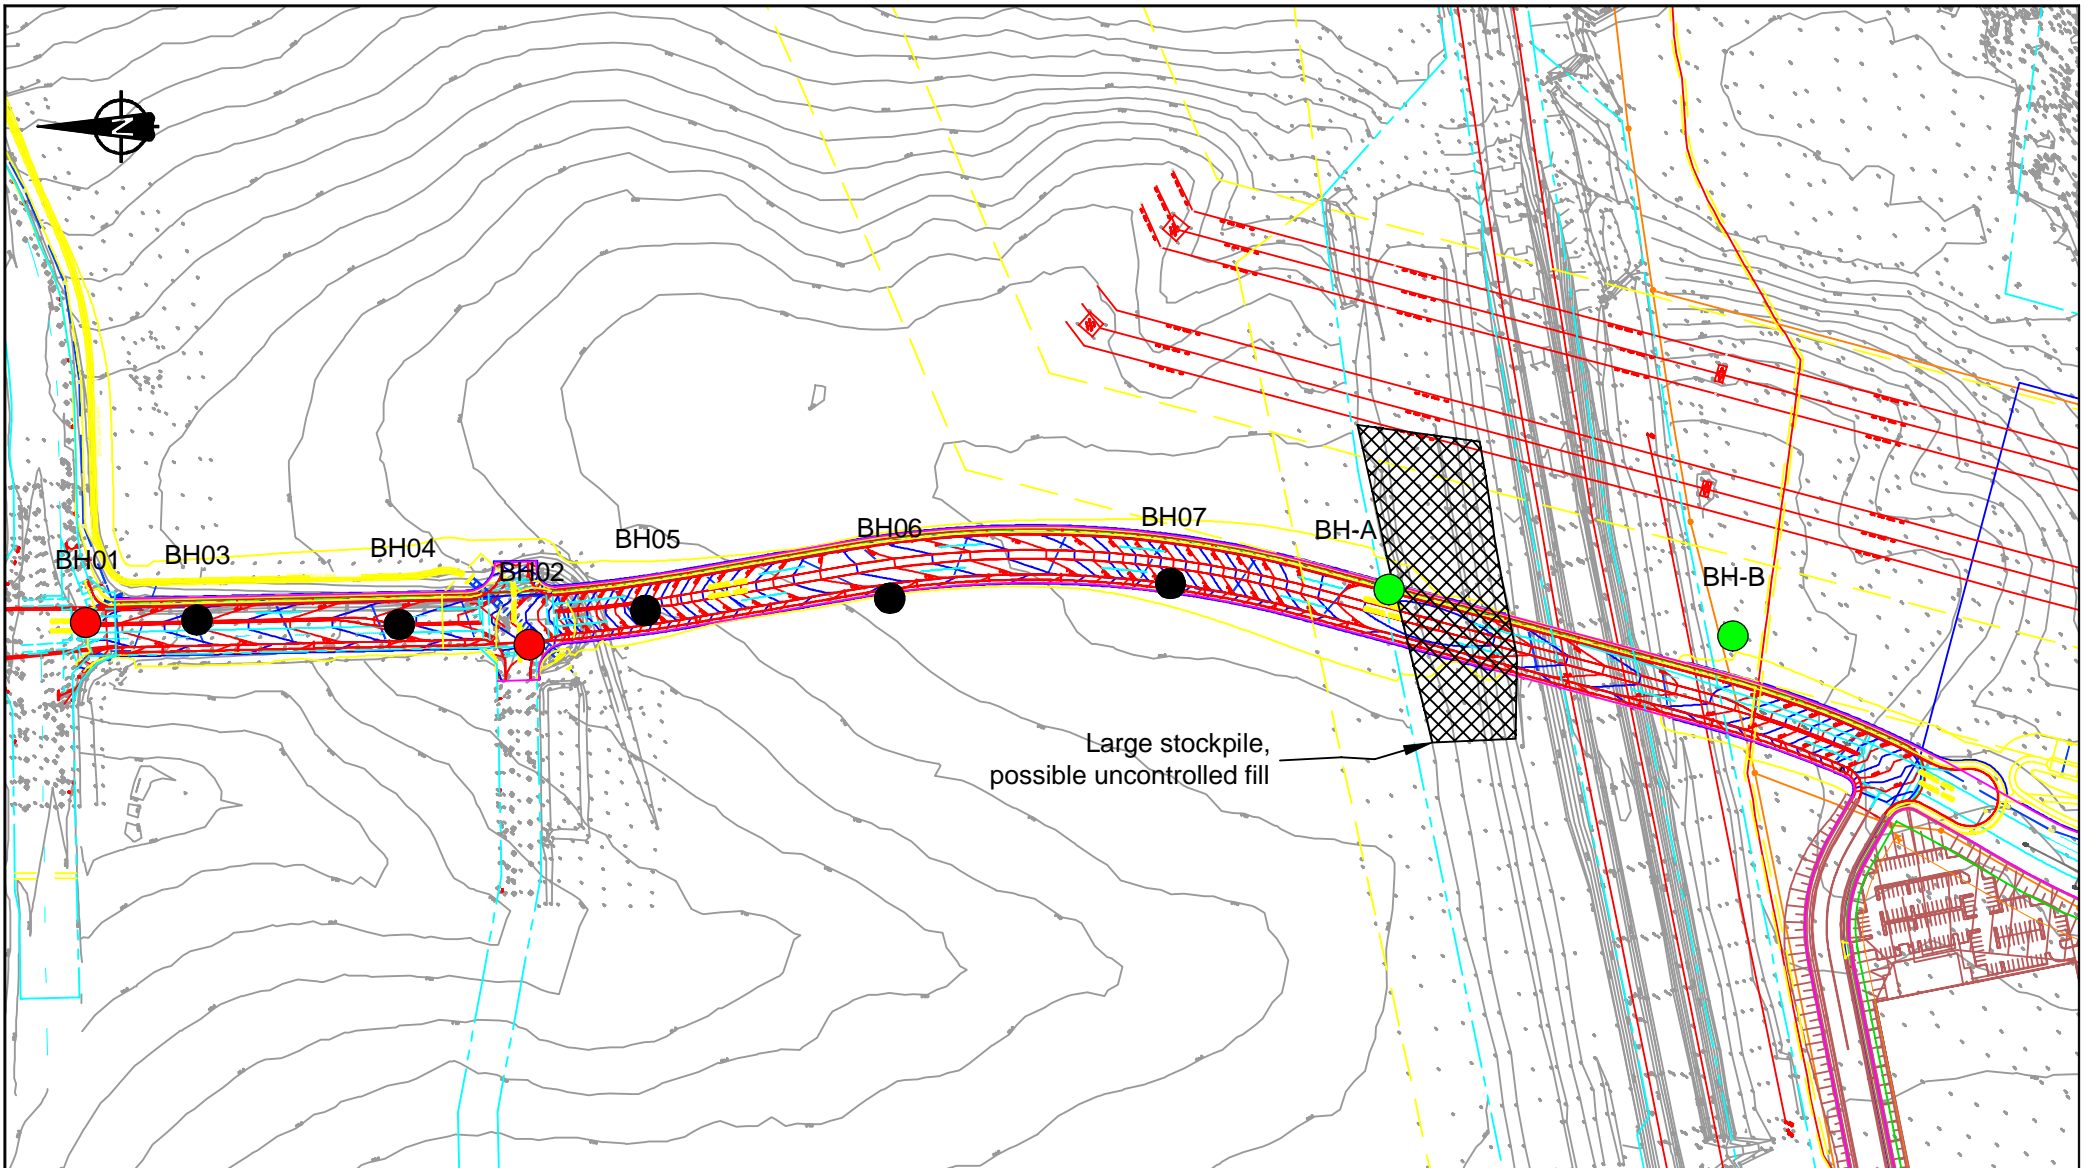 N
BH01
BH03
BH04
BH02
BH05
BH06
BH07
BH-A
BH-B
Large stockpile,
possible uncontrolled fill